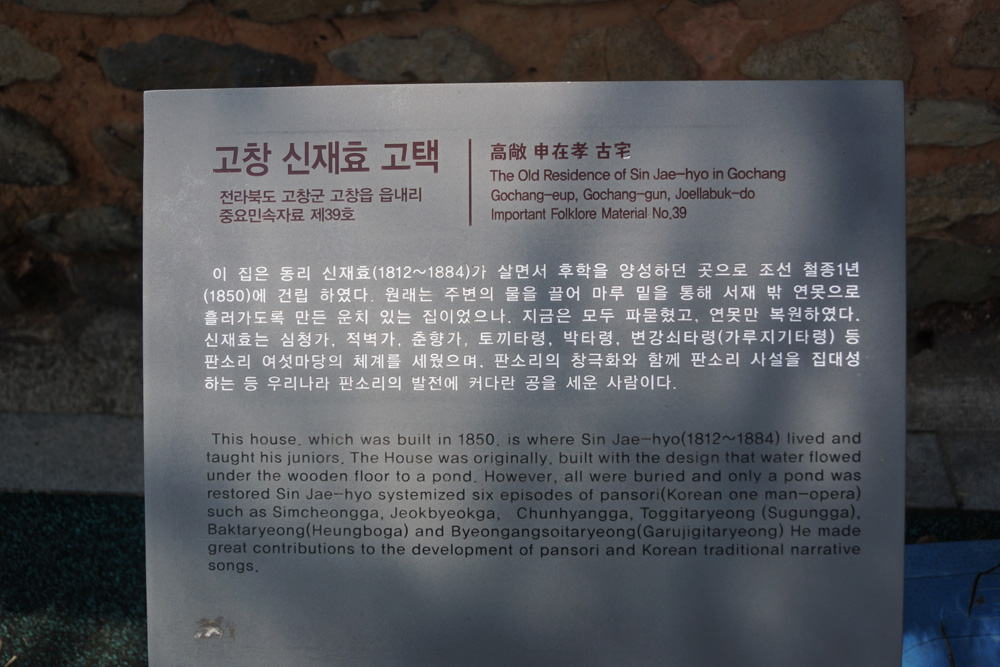 고창 신재효 고택
전라북도 고창군 고창읍 읍내리
중요민속자료 제39호
高敞 申在孝 古宅
The Old Residence of Sin Jae-hyo in Gochang
Gochang-eup, Gochang-gun, Joellabuk-do
Important Folklore Material No.39
이 집은 동리 신재효(1812~1884)가 살면서 후학을 양성하던 곳으로 조선 철종1년
(1850)에 건립 하였다. 원래는 주변의 물을 끌어 마루 밑을 통해 서재 밖 연못으로
흘러가도록 만든 운치 있는 집이었으나, 지금은 모두 파묻혔고, 연못만 복원하였다.
신재효는 심청가, 적벽가, 춘향가, 토끼타령, 박타령, 변강쇠타령(가루지기타령) 등
판소리 여섯마당의 체계를 세웠으며, 판소리의 창극화와 함께 판소리 사설을 집대성
하는 등 우리나라 판소리의 발전에 커다란 공을 세운 사람이다.
This house, which was built in 1850, is where Sin Jae-hyo(1812~1884) lived and
taught his juniors. The House was originally, built with the design that water flowed
under the wooden floor to a pond. However, all were buried and only a pond was
restored Sin Jae-hyo systemized six episodes of pansori(Korean one man-opera)
such as Simcheongga, Jeokbyeokga, Chunhyangga, Toggitaryeong (Sugungga),
Baktaryeong(Heungboga) and Byeongangsoitaryeong(Garujigitaryeong) He made
great contributions to the development of pansori and Korean traditional narrative
songs.